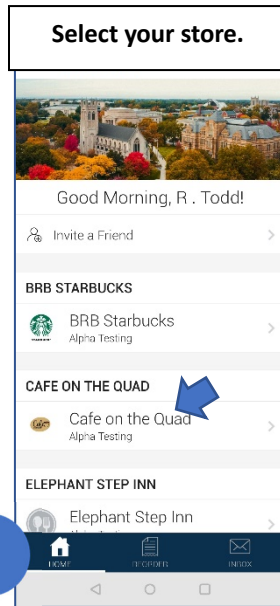 Select your store.
Good Morning, R . Todd!
Invite a Friend
BRB STARBUCKS
BRB Starbucks
Alpha Testing
CAFE ON THE QUAD
Cafe on the Quad
Alpha Testing
ELEPHANT STEP INN
Elephant Step Inn
HOME REORDER INBOX